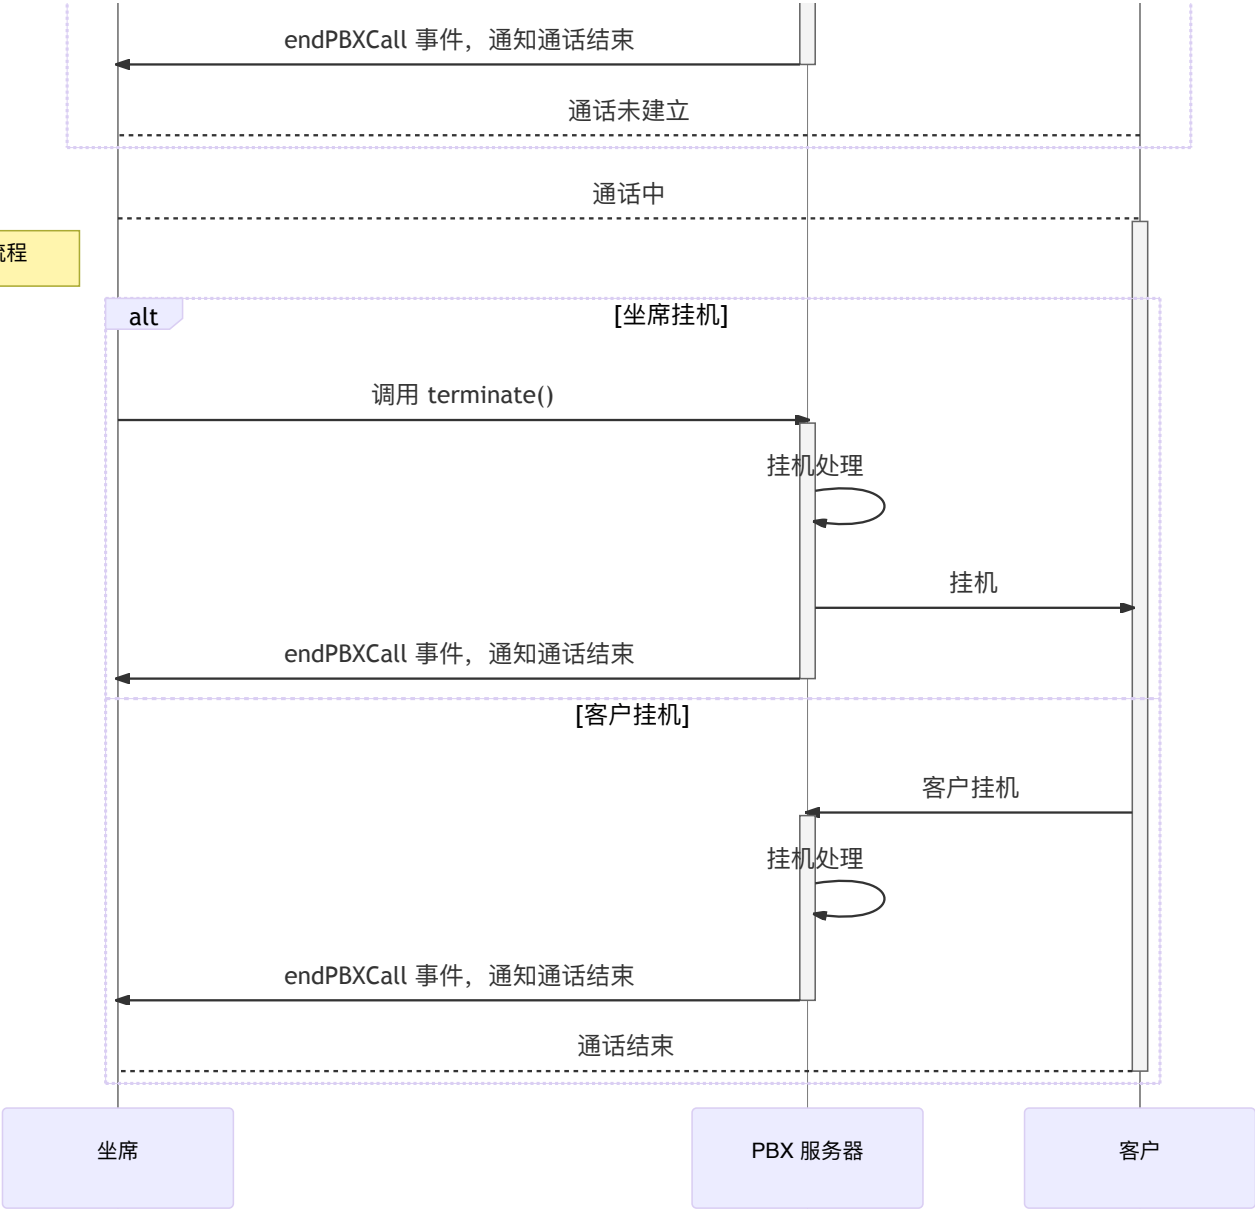 endPBXCall 事件，通知通话结束
通话未建立
通话中
程
alt
[坐席挂机]
调用 terminate()
挂机处理
挂机
endPBXCall 事件，通知通话结束
[客户挂机]
客户挂机
挂机处理
endPBXCall 事件，通知通话结束
通话结束
坐席
PBX 服务器
客户